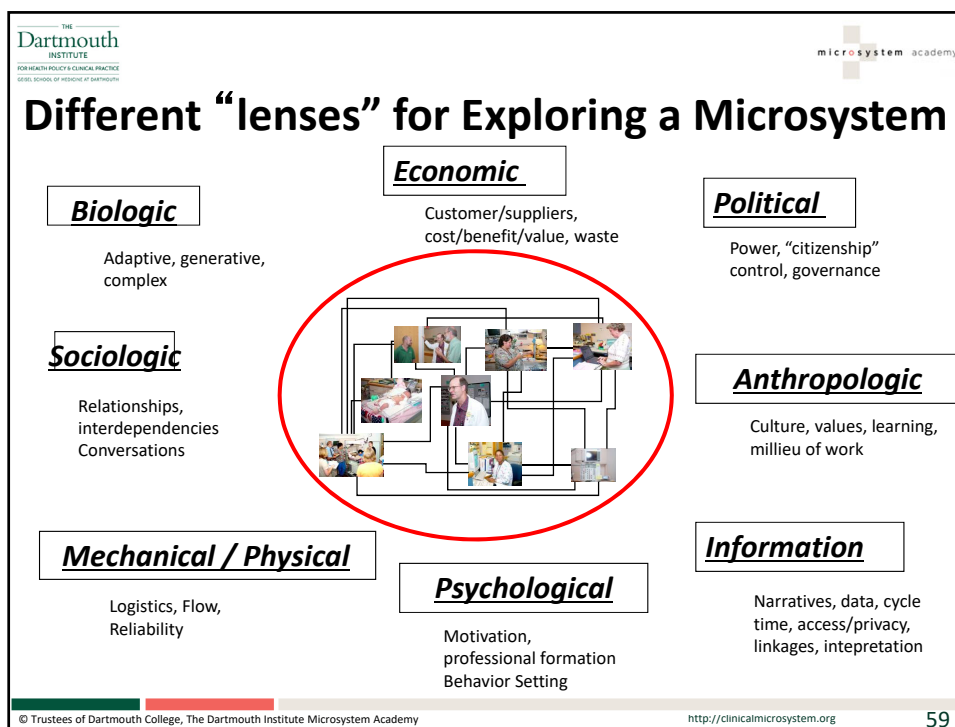 THE
Dartmouth
INSTITUTE
FOR HEALTH POLICY & CLINICAL PRACTICE
GEISEL SCHOOL OF MEDICINE AT DARTMOUTH
microsystem academy
Different “lenses” for Exploring a Microsystem
Economic
Customer/suppliers,
cost/benefit/value, waste
Biologic
Adaptive, generative,
complex
Political
Power, “citizenship”
control, governance
Sociologic
Relationships,
interdependencies
Conversations
Anthropologic
Culture, values, learning,
millieu of work
Mechanical / Physical
Logistics, Flow,
Reliability
Psychological
Motivation,
professional formation
Behavior Setting
Information
Narratives, data, cycle
time, access/privacy,
linkages, intepretation
© Trustees of Dartmouth College, The Dartmouth Institute Microsystem Academy
http://clinicalmicrosystem.org
59